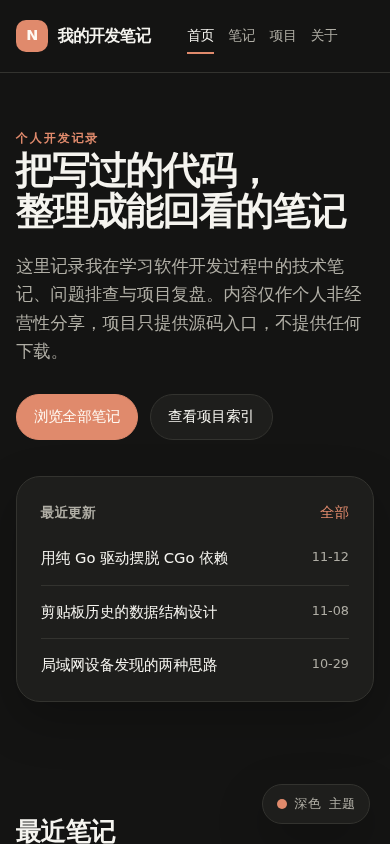 N 我的开发笔记 首页 笔记 项目 关于
个人开发记录
把写过的代码，
整理成能回看的笔记
这里记录我在学习软件开发过程中的技术笔
记、问题排查与项目复盘。内容仅作个人非经
营性分享，项目只提供源码入口，不提供任何
下载。
浏览全部笔记 查看项目索引
最近更新 全部
用纯 Go 驱动摆脱 CGo 依赖 11-12
剪贴板历史的数据结构设计 11-08
局域网设备发现的两种思路 10-29
深色 主题
最近笔记